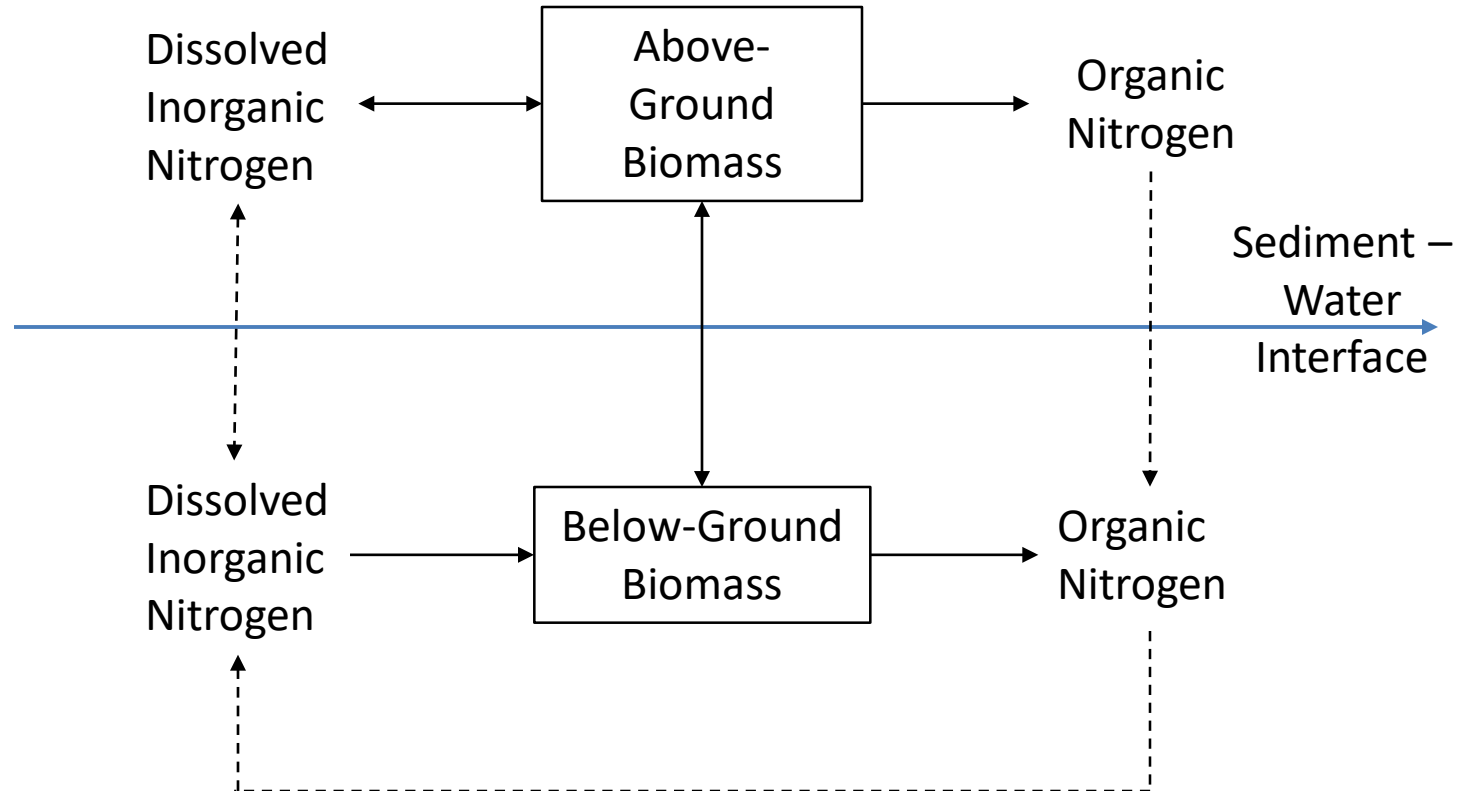 Dissolved
Inorganic
Nitrogen
Above-
Ground
Biomass
Organic
Nitrogen
Sediment –
Water
Interface
Dissolved
Inorganic
Nitrogen
Below-Ground
Biomass
Organic
Nitrogen